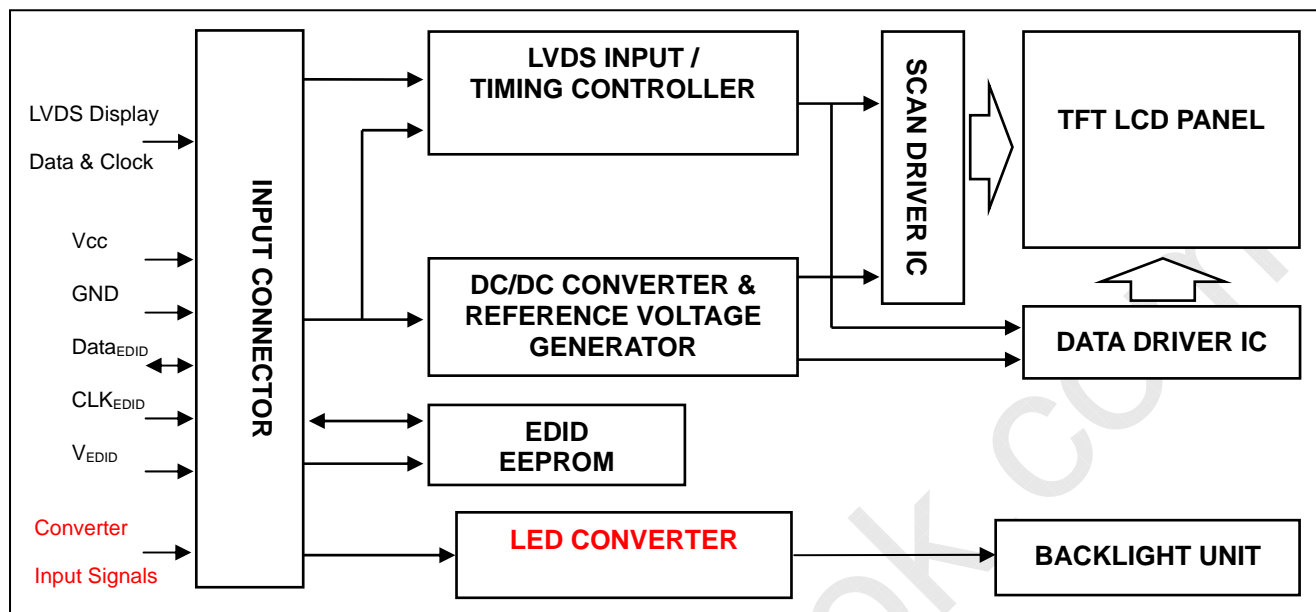 LVDS Display
Data & Clock
Vcc
GND
DataEDID
CLKEDID
VEDID
Converter
Input Signals
INPUT CONNECTOR
LVDS INPUT /
TIMING CONTROLLER
DC/DC CONVERTER &
REFERENCE VOLTAGE
GENERATOR
EDID
EEPROM
LED CONVERTER
SCAN DRIVER IC
TFT LCD PANEL
DATA DRIVER IC
BACKLIGHT UNIT
ok com